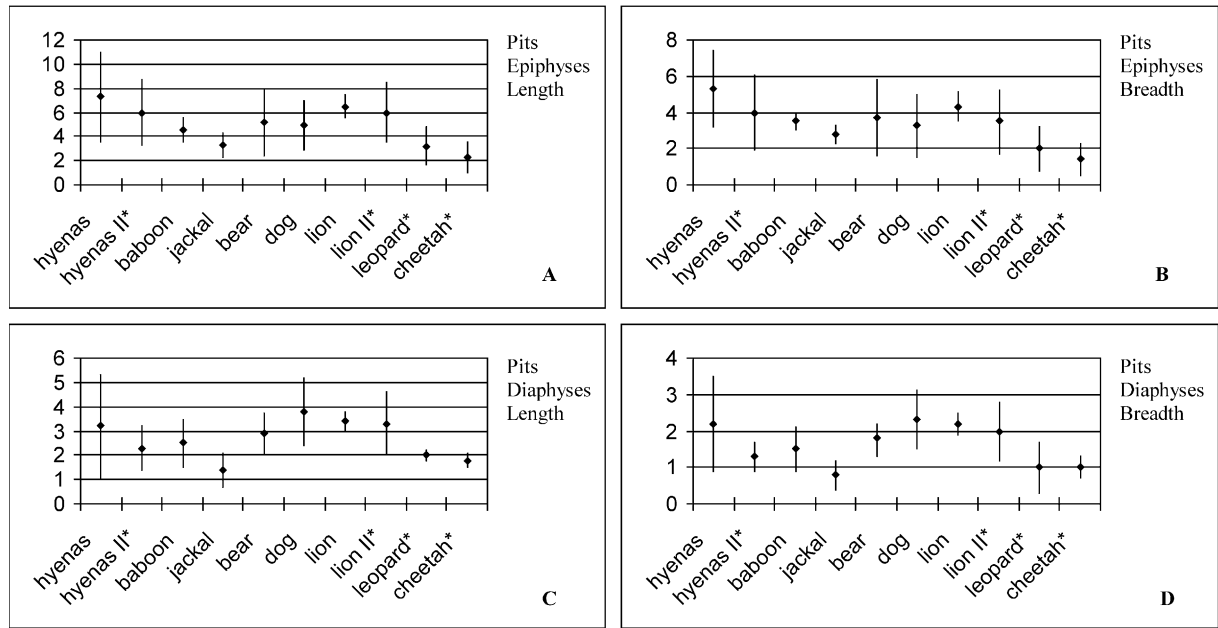 12
10
8
6
4
2
0
hyenas
hyenas II*
baboon
jackal
bear
dog
lion
lion II*
leopard*
cheetah*
Pits
Epiphyses
Length
A
8
6
4
2
0
hyenas
hyenas II*
baboon
jackal
bear
dog
lion
lion II*
leopard*
cheetah*
Pits
Epiphyses
Breadth
B
6
5
4
3
2
1
0
hyenas
hyenas II*
baboon
jackal
bear
dog
lion
lion II*
leopard*
cheetah*
Pits
Diaphyses
Length
C
4
3
2
1
0
hyenas
hyenas II*
baboon
jackal
bear
dog
lion
lion II*
leopard*
cheetah*
Pits
Diaphyses
Breadth
D